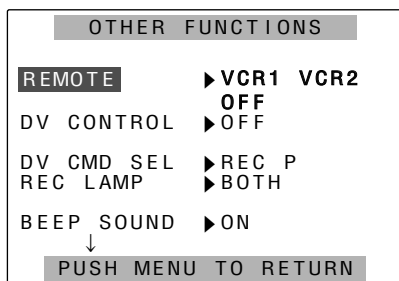 OTHER FUNCTIONS
REMOTE ▶VCR1 VCR2
OFF
DV CONTROL ▶OFF
DV CMD SEL ▶REC P
REC LAMP ▶BOTH
BEEP SOUND ▶ON
↓
PUSH MENU TO RETURN